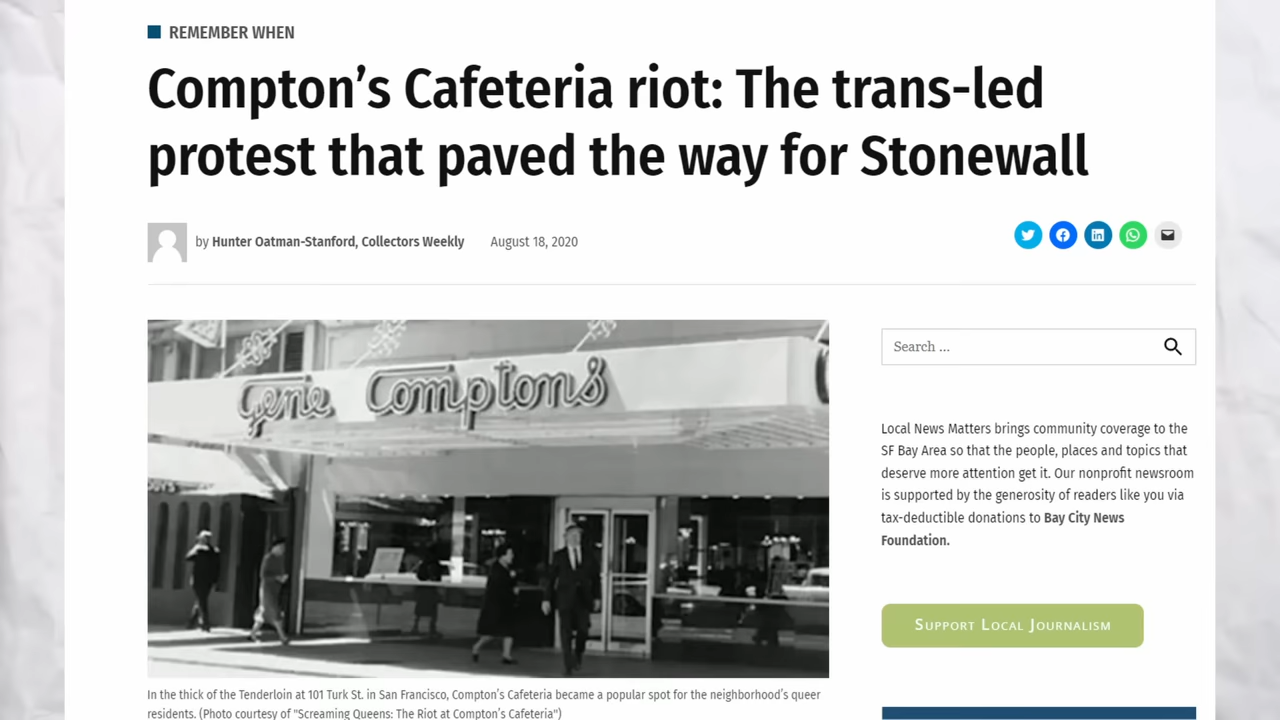 REMEMBER WHEN
Compton’s Cafeteria riot: The trans-led
protest that paved the way for Stonewall
by Hunter Oatman-Stanford, Collectors Weekly August 18, 2020
Gene Comptons
Search ...
Local News Matters brings community coverage to the
SF Bay Area so that the people, places and topics that
deserve more attention get it. Our nonprofit newsroom
is supported by the generosity of readers like you via
tax-deductible donations to Bay City News
Foundation.
Support Local Journalism
In the thick of the Tenderloin at 101 Turk St. in San Francisco, Compton’s Cafeteria became a popular spot for the neighborhood’s queer
residents. (Photo courtesy of "Screaming Queens: The Riot at Compton’s Cafeteria")